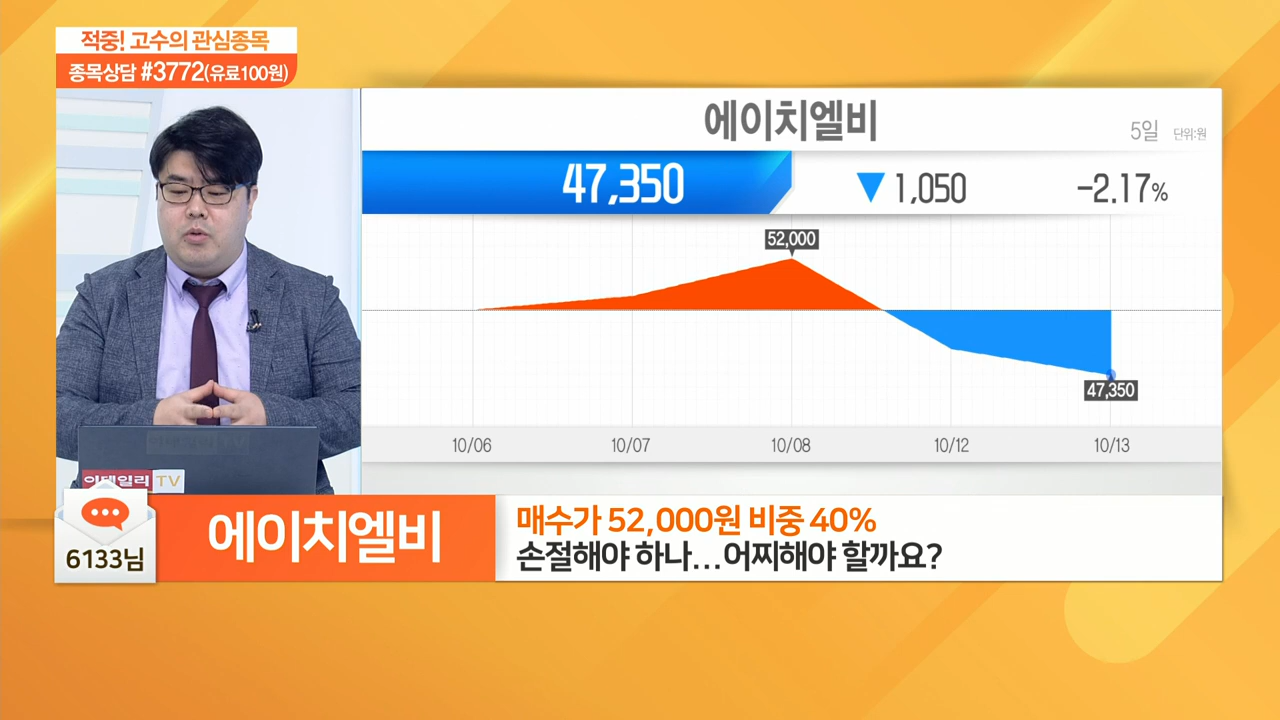 적중! 고수의 관심종목
종목상담 #3772(유료100원)
에이치엘비
5일 단위:원
47,350 ▼ 1,050 -2.17%
52,000
47,350
10/06 10/07 10/08 10/12 10/13
이데일리 TV
6133님
에이치엘비
매수가 52,000원 비중 40%
손절해야 하나...어찌해야 할까요?